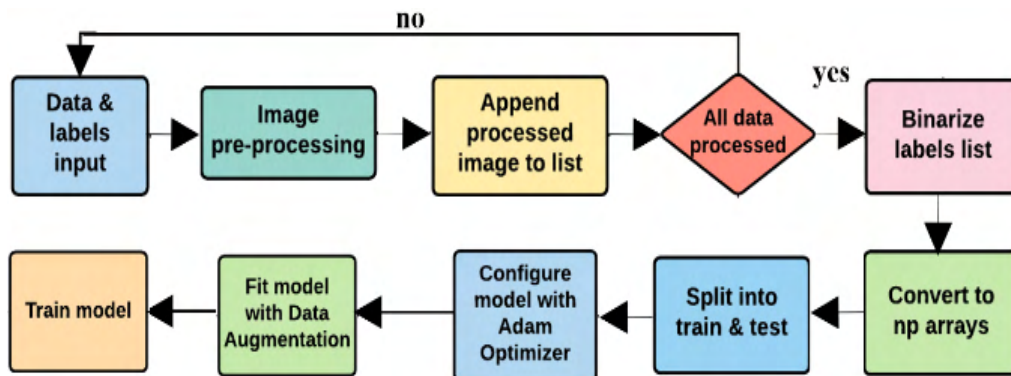 no
yes
Data &
labels
input
Image
pre-processing
Append
processed
image to list
All data
processed
Binarize
labels list
Convert to
np arrays
Split into
train & test
Configure
model with
Adam
Optimizer
Fit model
with Data
Augmentation
Train model